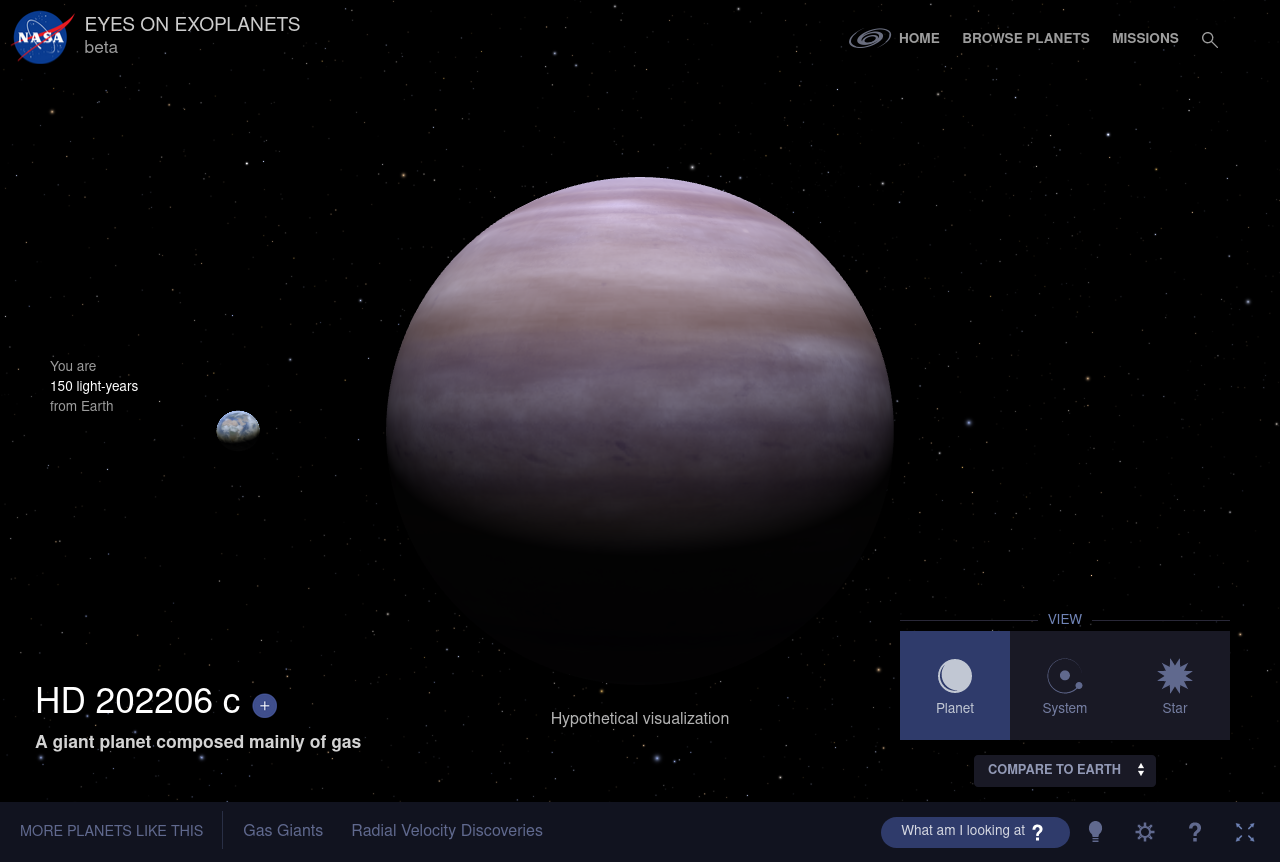 NASA
EYES ON EXOPLANETS
beta
HOME
BROWSE PLANETS
MISSIONS
You are
150 light-years
from Earth
VIEW
Planet
System
Star
HD 202206 c +
A giant planet composed mainly of gas
Hypothetical visualization
COMPARE TO EARTH
MORE PLANETS LIKE THIS
Gas Giants
Radial Velocity Discoveries
What am I looking at ?
?